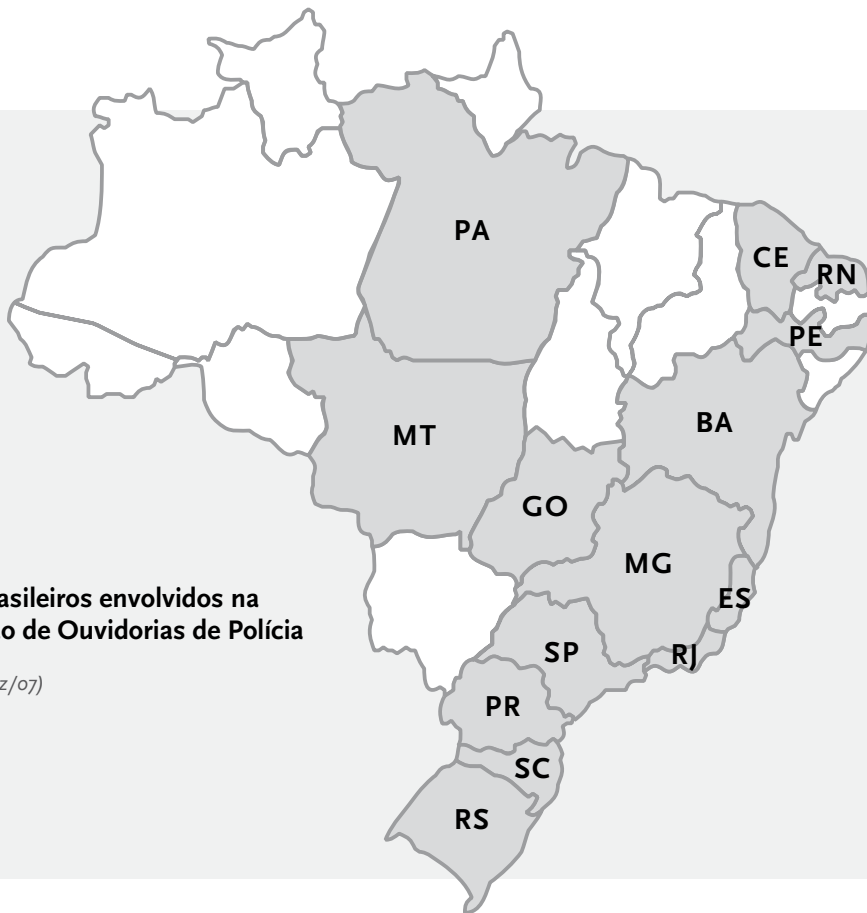 PA
CE
RN
PE
BA
MT
GO
MG
ES
RJ
SP
PR
SC
RS
asileiros envolvidos na
o de Ouvidorias de Polícia
z/07)